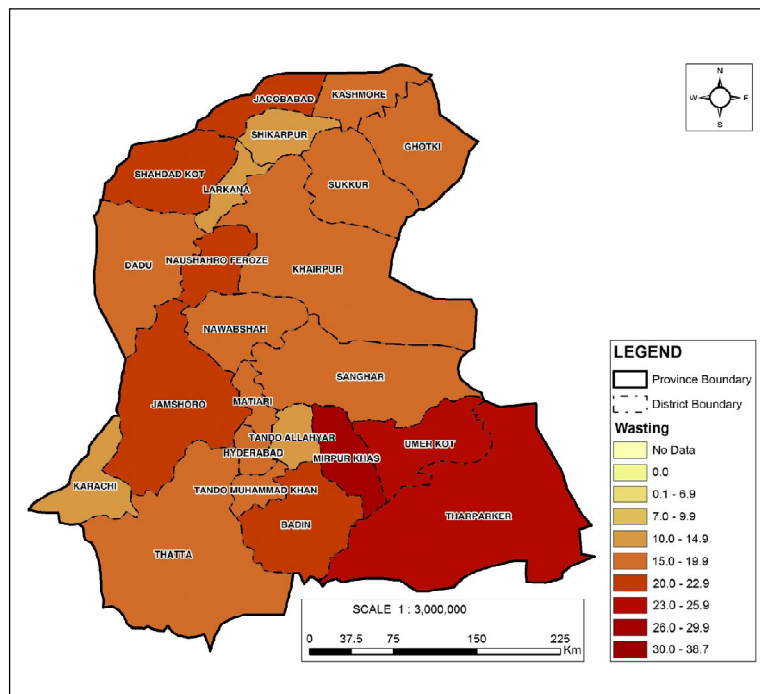 N
W E
S
JACOBABAD
KASHMORE
SHIKARPUR
GHOTKI
SHAHDAD KOT
LARKANA
SUKKUR
DADU
NAUSHAHRO FEROZE
KHAIRPUR
NAWABSHAH
SANGHAR
JAMSHORO
MATIARI
TANDO ALLAHYAR
UMER KOT
HYDERABAD
MIRPUR KHAS
KARACHI
TANDO MUHAMMAD KHAN
THARPARKER
BADIN
THATTA
LEGEND
Province Boundary
District Boundary
Wasting
No Data
0.0
0.1 - 6.9
7.0 - 9.9
10.0 - 14.9
15.0 - 19.9
20.0 - 22.9
23.0 - 25.9
26.0 - 29.9
30.0 - 38.7
SCALE 1 : 3,000,000
0 37.5 75 150 225
Km